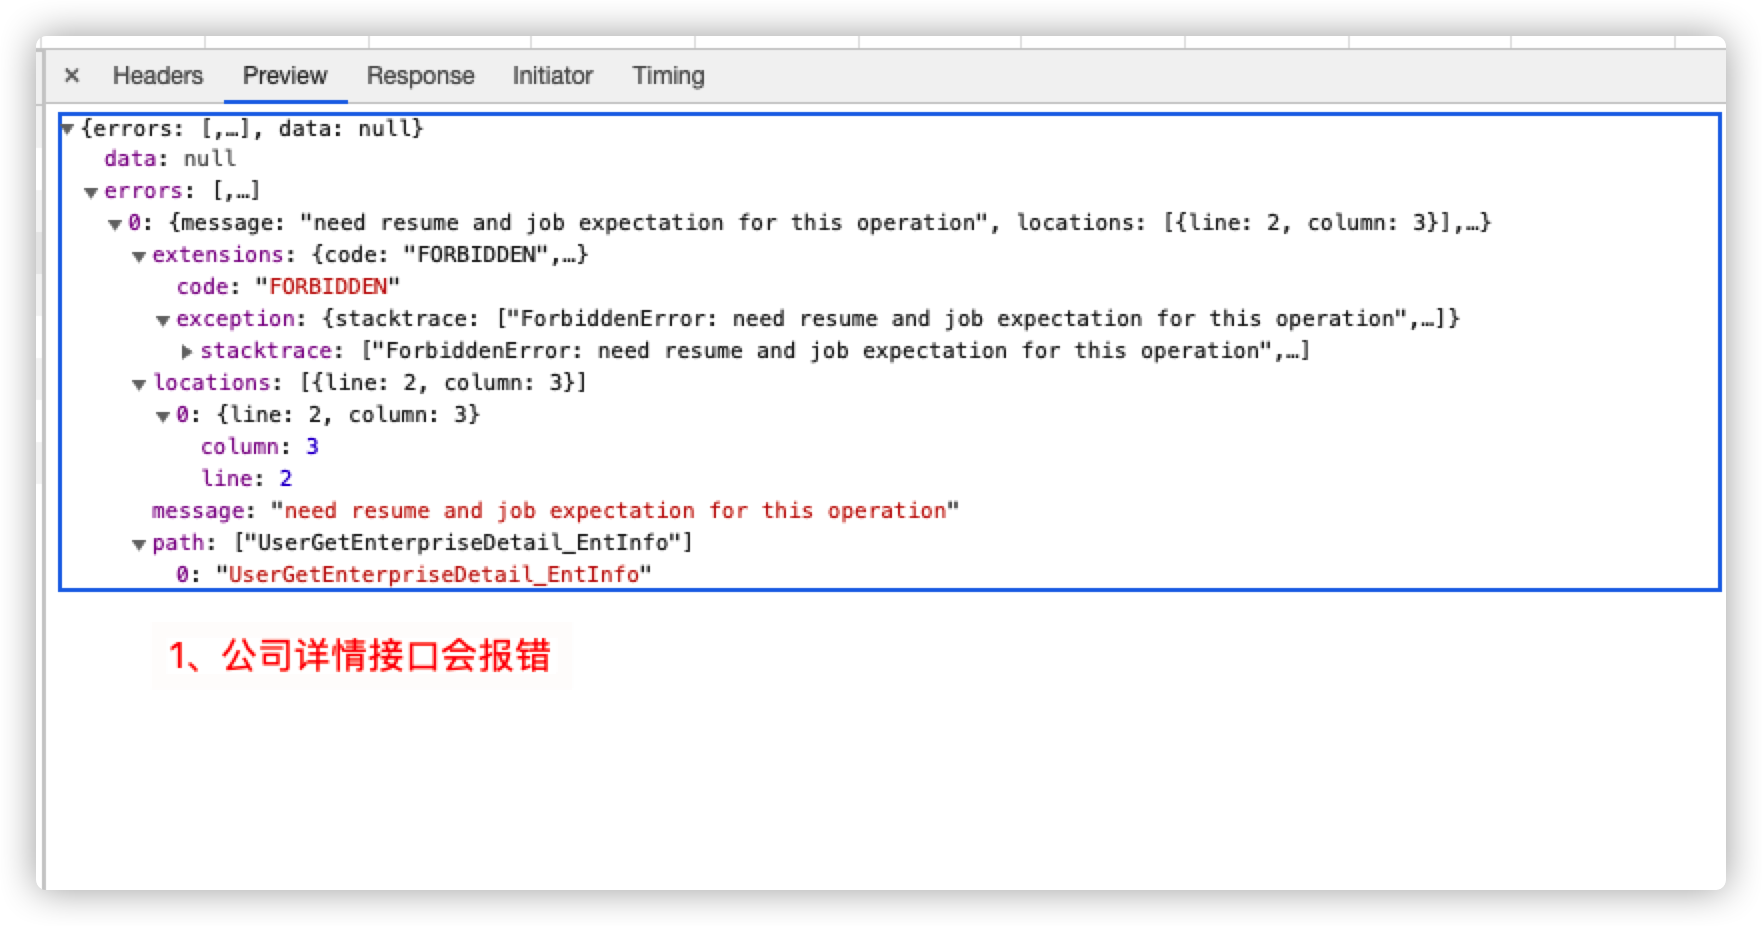 × Headers Preview Response Initiator Timing
▼{errors: [,…], data: null}
data: null
▼errors: [,…]
▼0: {message: "need resume and job expectation for this operation", locations: [{line: 2, column: 3}],…}
▼extensions: {code: "FORBIDDEN",…}
code: "FORBIDDEN"
▼exception: {stacktrace: ["ForbiddenError: need resume and job expectation for this operation",…]}
▶stacktrace: ["ForbiddenError: need resume and job expectation for this operation",…]
▼locations: [{line: 2, column: 3}]
▼0: {line: 2, column: 3}
column: 3
line: 2
message: "need resume and job expectation for this operation"
▼path: ["UserGetEnterpriseDetail_EntInfo"]
0: "UserGetEnterpriseDetail_EntInfo"
1、公司详情接口会报错